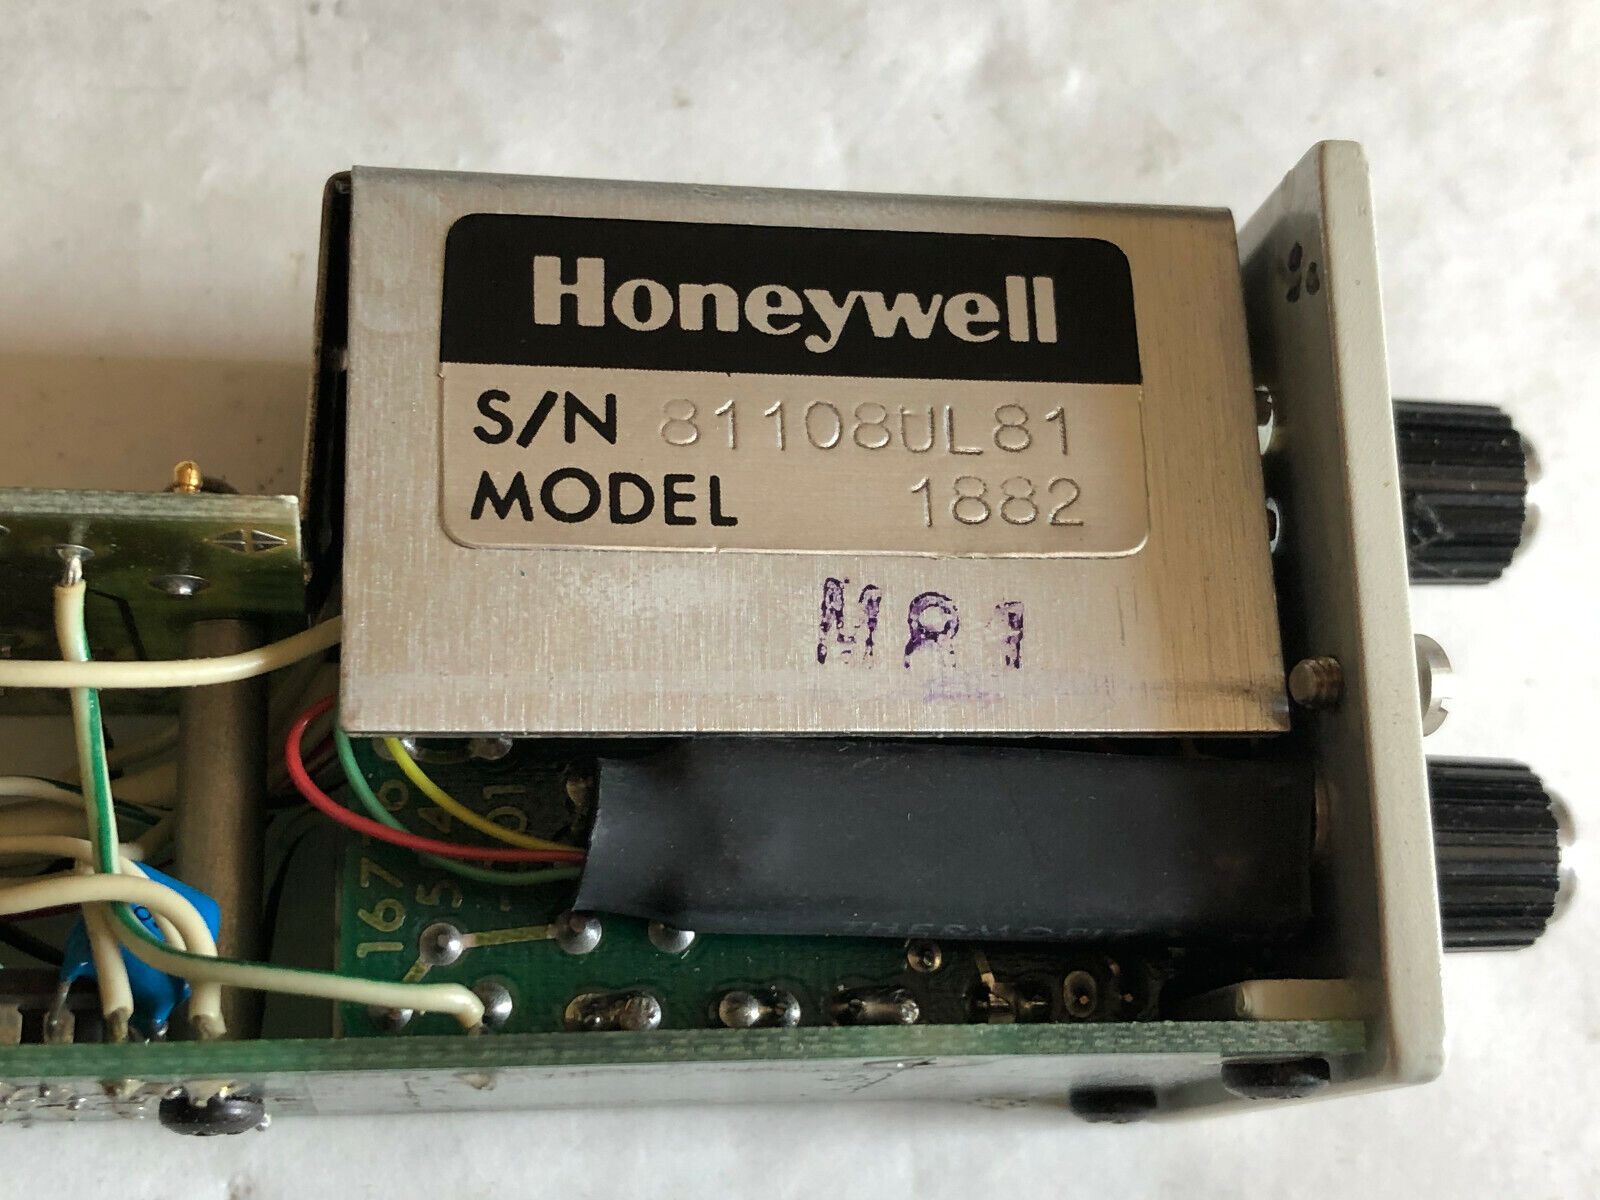 Honeywell
S/N 81108UL81
MODEL 1882